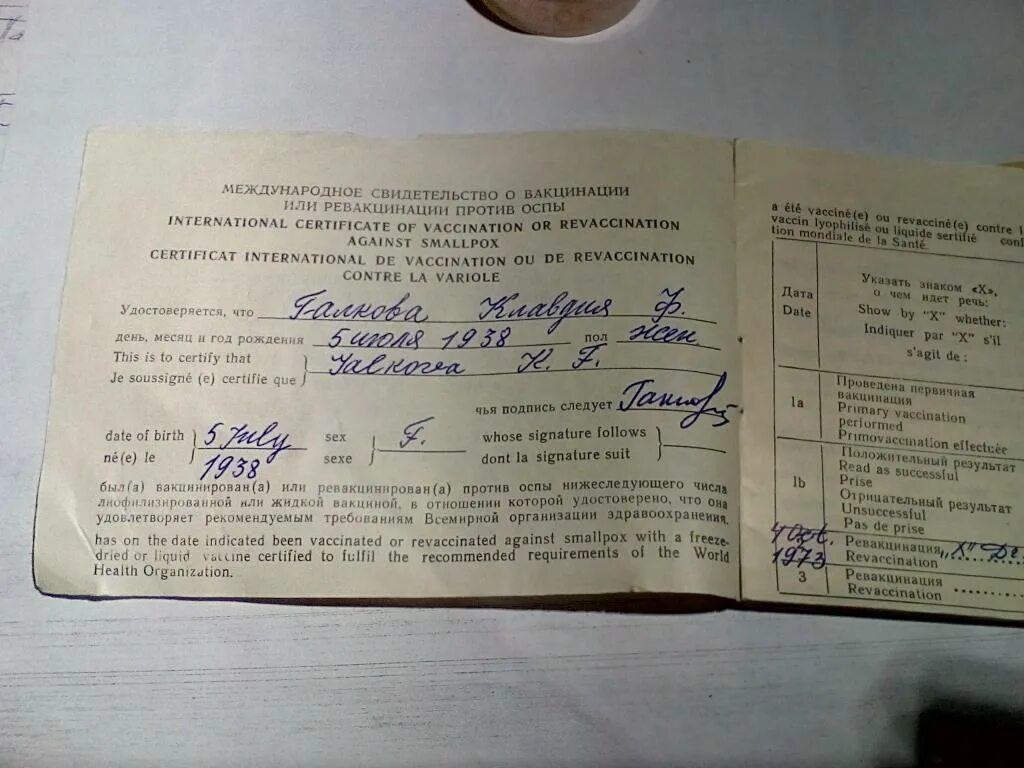 МЕЖДУНАРОДНОЕ СВИДЕТЕЛЬСТВО О ВАКЦИНАЦИИ
ИЛИ РЕВАКЦИНАЦИИ ПРОТИВ ОСПЫ
INTERNATIONAL CERTIFICATE OF VACCINATION OR REVACCINATION
AGAINST SMALLPOX
CERTIFICAT INTERNATIONAL DE VACCINATION OU DE REVACCINATION
CONTRE LA VARIOLE
Удостоверяется, что Галкова Клавдия Ф.
день, месяц и год рождения 5 июля 1938 пол жен
This is to certify that
Je soussigné (e) certifie que K. F.
чья подпись следует
date of birth 5 July sex F. whose signature follows
né(e) le 1938 sexe dont la signature suit
был(а) вакцинирован(а) или ревакцинирован(а) против оспы нижеследующего числа
лиофилизированной или жидкой вакциной, в отношении которой удостоверено, что она
удовлетворяет рекомендуемым требованиям Всемирной организации здравоохранения.
has on the date indicated been vaccinated or revaccinated against smallpox with a freeze-
dried or liquid vaccine certified to fulfil the recommended requirements of the World
Health Organization.
a été vacciné(e) ou revacciné(e) contre
vaccin lyophilisé ou liquide sertifié
tion mondiale de la Santé.
Дата
Date
Указать знаком «X»,
о чем идет речь:
Show by "X" whether:
Indiquer par "X" s'il
s'agit de :
1a
Проведена первичная
вакцинация
Primary vaccination
performed
Primovaccination effectuée
1b
Положительный результат
Read as successful
Prise
Отрицательный результат
Unsuccessful
Pas de prise
4 Oct.
1973
Ревакцинация „X"
Revaccination
3
Ревакцинация
Revaccination